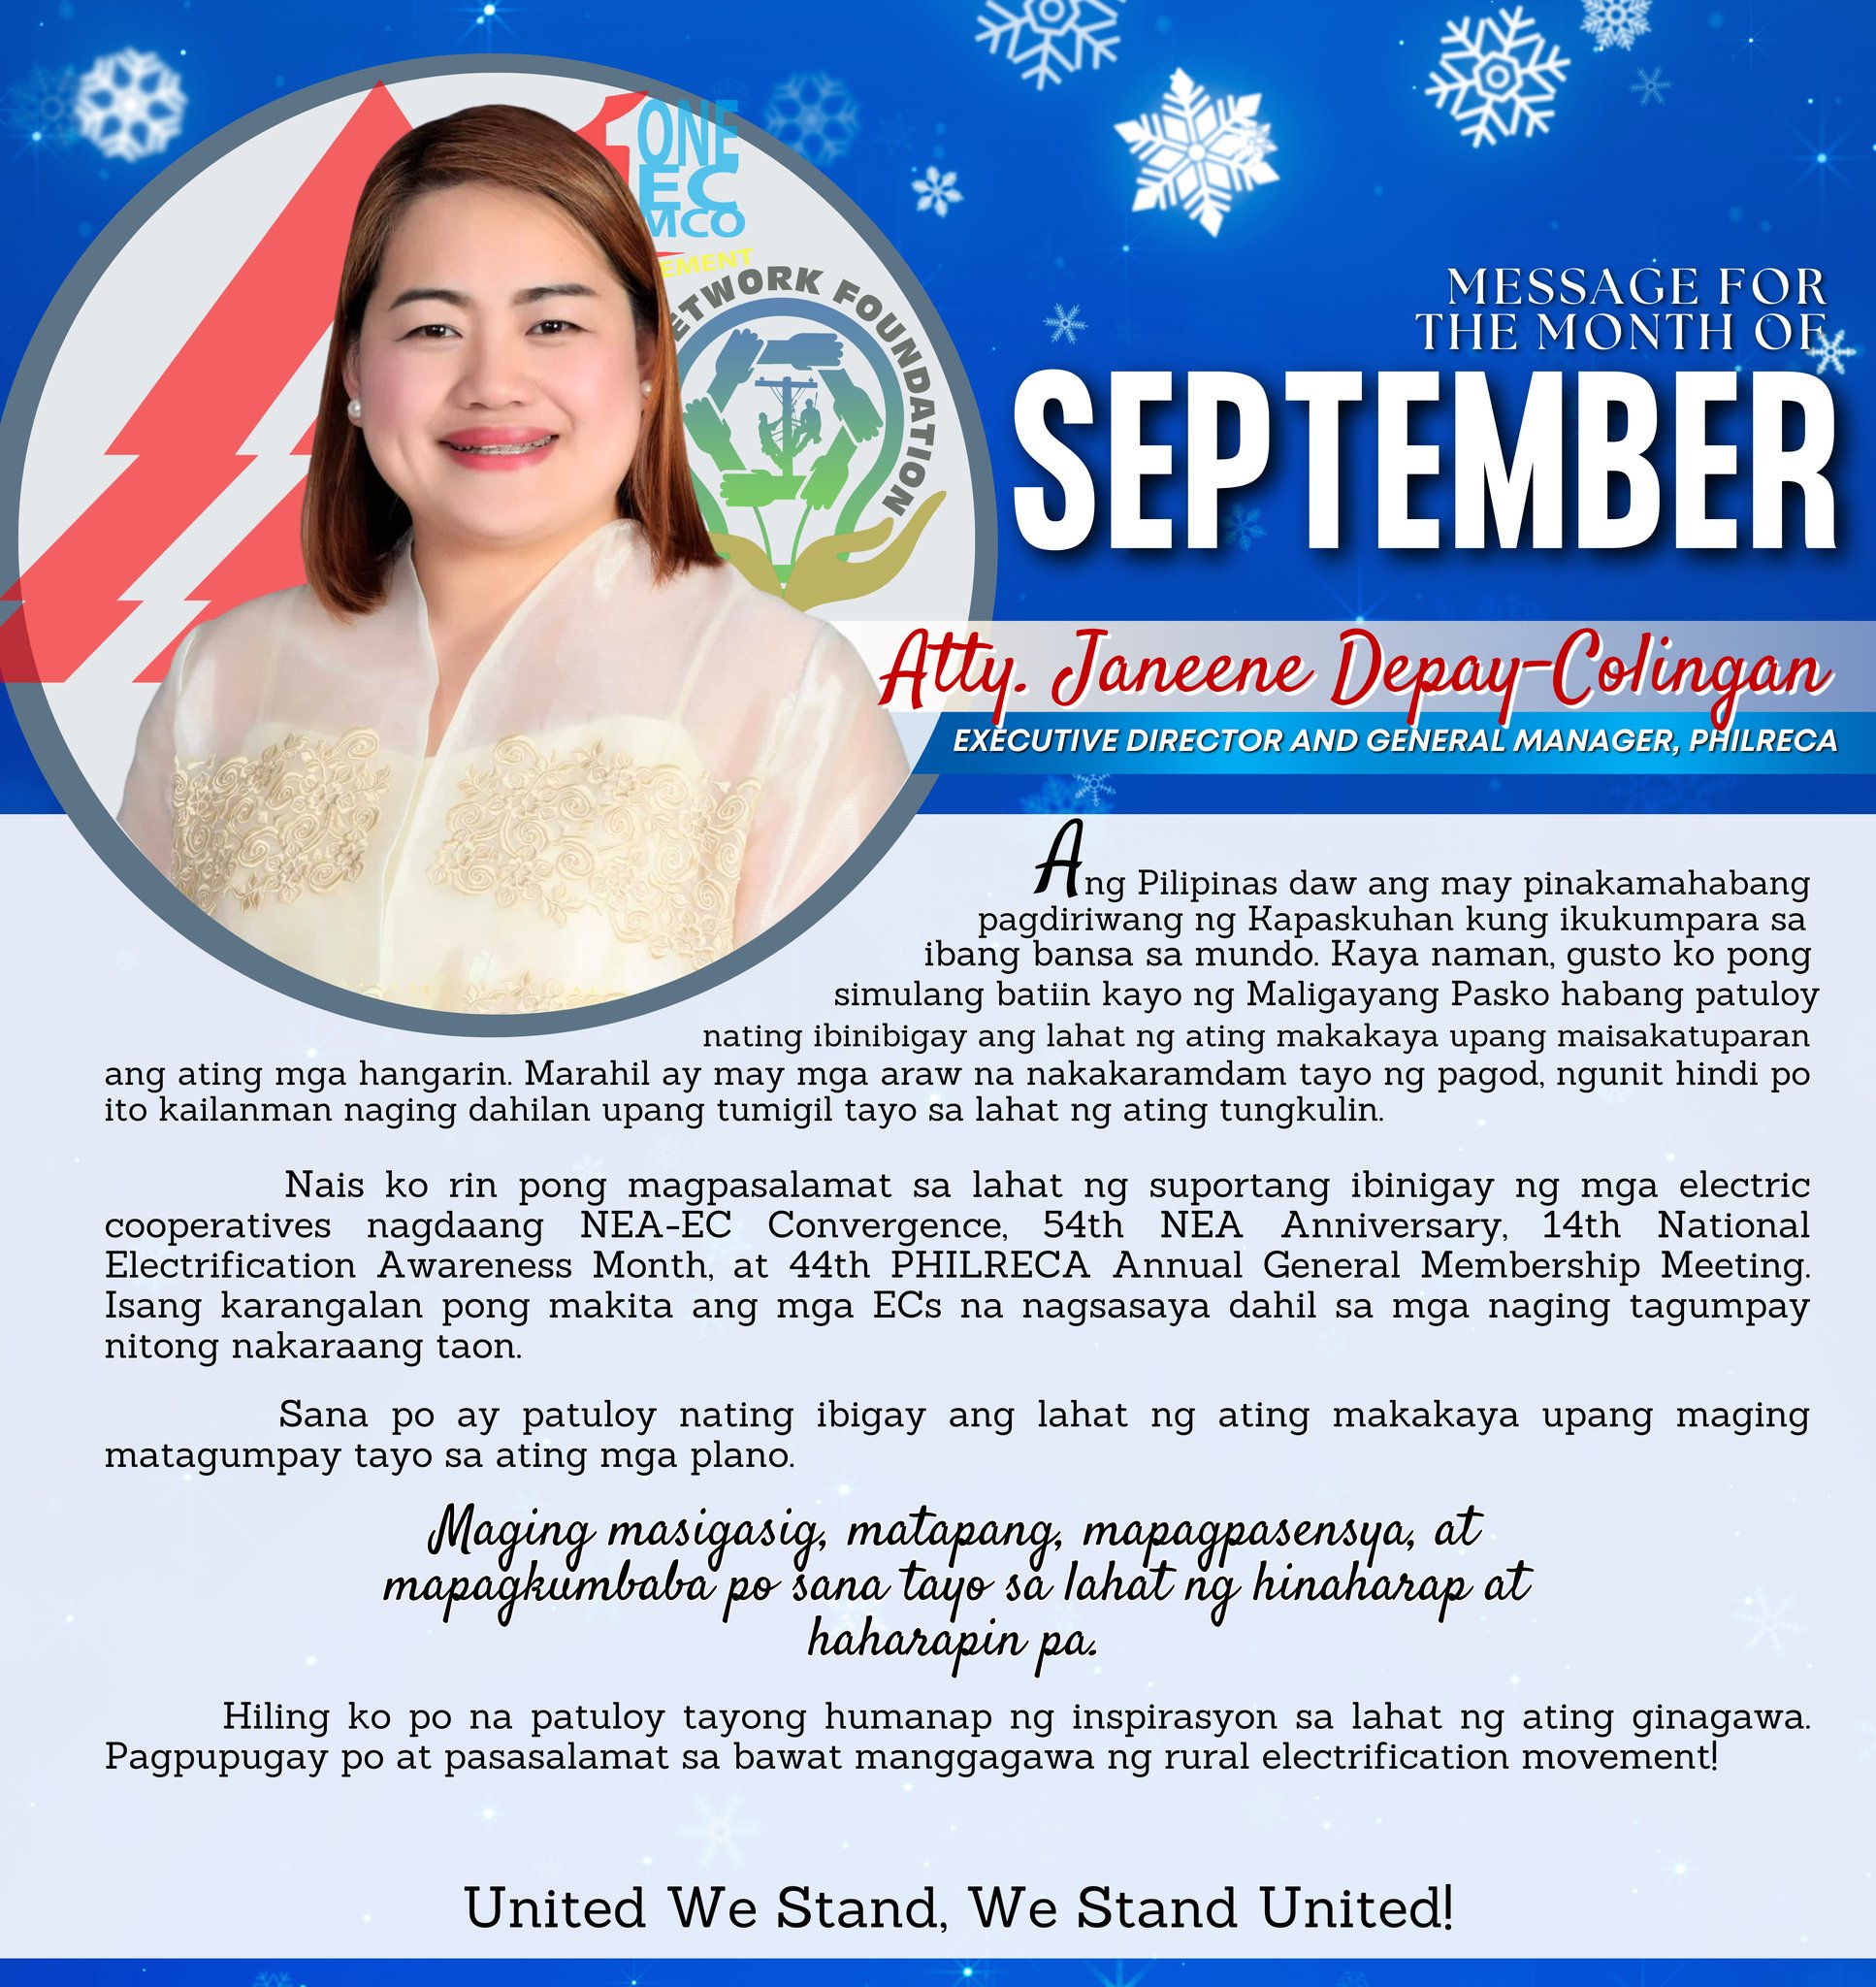 ONE
EC
MCO
EMENT
ETWORK FOUNDATION
MESSAGE FOR
THE MONTH OF
SEPTEMBER
Atty. Janeene Depay-Colingan
EXECUTIVE DIRECTOR AND GENERAL MANAGER, PHILRECA
Ang Pilipinas daw ang may pinakamahabang
pagdiriwang ng Kapaskuhan kung ikukumpara sa
ibang bansa sa mundo. Kaya naman, gusto ko pong
simulang batiin kayo ng Maligayang Pasko habang patuloy
nating ibinibigay ang lahat ng ating makakaya upang maisakatuparan
ang ating mga hangarin. Marahil ay may mga araw na nakakaramdam tayo ng pagod, ngunit hindi po
ito kailanman naging dahilan upang tumigil tayo sa lahat ng ating tungkulin.
Nais ko rin pong magpasalamat sa lahat ng suportang ibinigay ng mga electric
cooperatives nagdaang NEA-EC Convergence, 54th NEA Anniversary, 14th National
Electrification Awareness Month, at 44th PHILRECA Annual General Membership Meeting.
Isang karangalan pong makita ang mga ECs na nagsasaya dahil sa mga naging tagumpay
nitong nakaraang taon.
Sana po ay patuloy nating ibigay ang lahat ng ating makakaya upang maging
matagumpay tayo sa ating mga plano.
Maging masigasig, matapang, mapagpasensya, at
mapagkumbaba po sana tayo sa lahat ng hinaharap at
haharapin pa.
Hiling ko po na patuloy tayong humanap ng inspirasyon sa lahat ng ating ginagawa.
Pagpupugay po at pasasalamat sa bawat manggagawa ng rural electrification movement!
United We Stand, We Stand United!